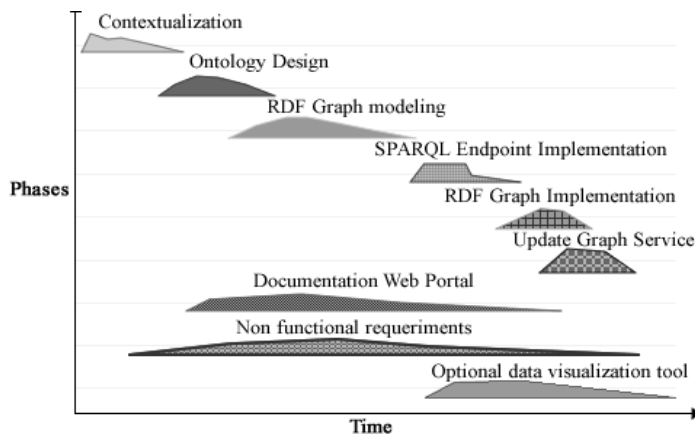 Contextualization
Ontology Design
RDF Graph modeling
SPARQL Endpoint Implementation
Phases
RDF Graph Implementation
Update Graph Service
Documentation Web Portal
Non functional requeriments
Optional data visualization tool
Time